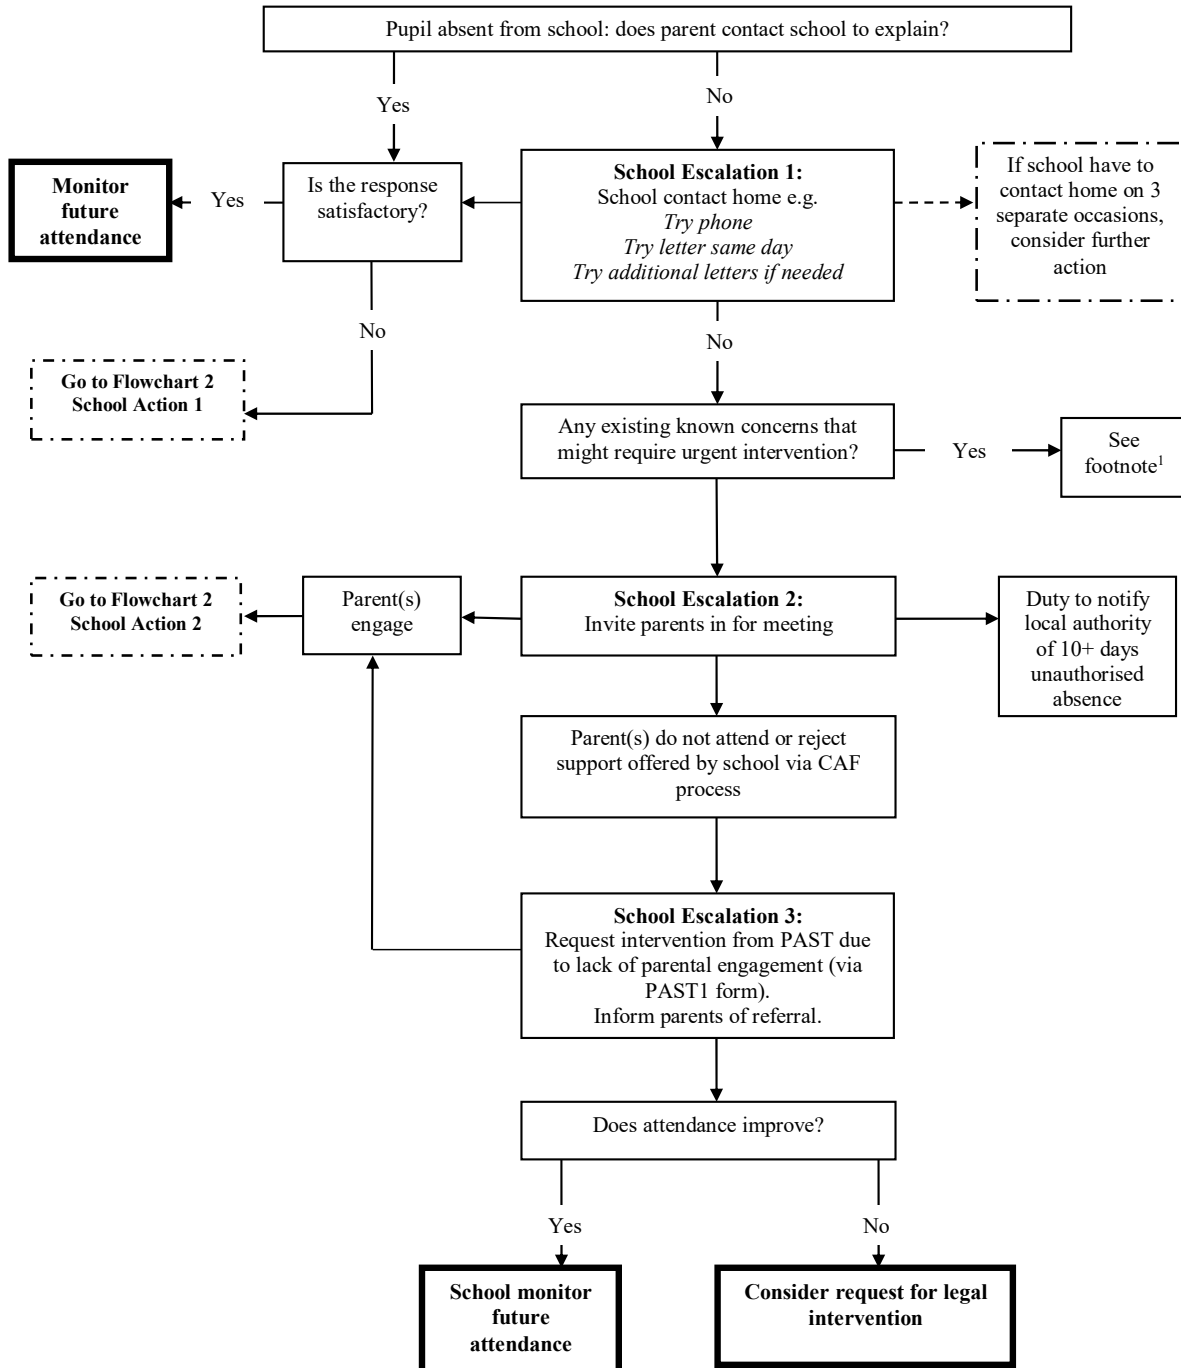 Pupil absent from school: does parent contact school to explain?
Yes
No
Monitor
future
attendance
Yes
Is the response
satisfactory?
School Escalation 1:
School contact home e.g.
Try phone
Try letter same day
Try additional letters if needed
If school have to
contact home on 3
separate occasions,
consider further
action
No
No
Go to Flowchart 2
School Action 1
Any existing known concerns that
might require urgent intervention?
Yes
See
footnote¹
Go to Flowchart 2
School Action 2
Parent(s)
engage
School Escalation 2:
Invite parents in for meeting
Duty to notify
local authority
of 10+ days
unauthorised
absence
Parent(s) do not attend or reject
support offered by school via CAF
process
School Escalation 3:
Request intervention from PAST due
to lack of parental engagement (via
PAST1 form).
Inform parents of referral.
Does attendance improve?
Yes
No
School monitor
future
attendance
Consider request for legal
intervention